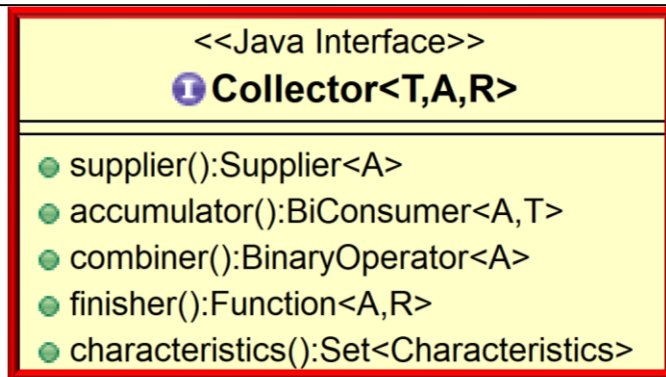 <<Java Interface>>
I Collector<T,A,R>
supplier():Supplier<A>
accumulator():BiConsumer<A,T>
combiner():BinaryOperator<A>
finisher():Function<A,R>
characteristics():Set<Characteristics>